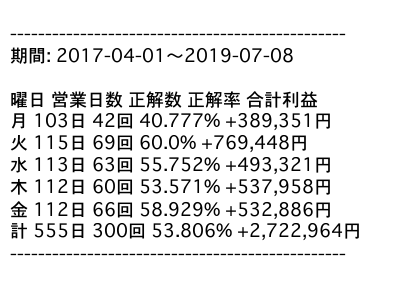 ------------------------------------------------
期間: 2017-04-01～2019-07-08
曜日 営業日数 正解数 正解率 合計利益
月 103日 42回 40.777% +389,351円
火 115日 69回 60.0% +769,448円
水 113日 63回 55.752% +493,321円
木 112日 60回 53.571% +537,958円
金 112日 66回 58.929% +532,886円
計 555日 300回 53.806% +2,722,964円
------------------------------------------------